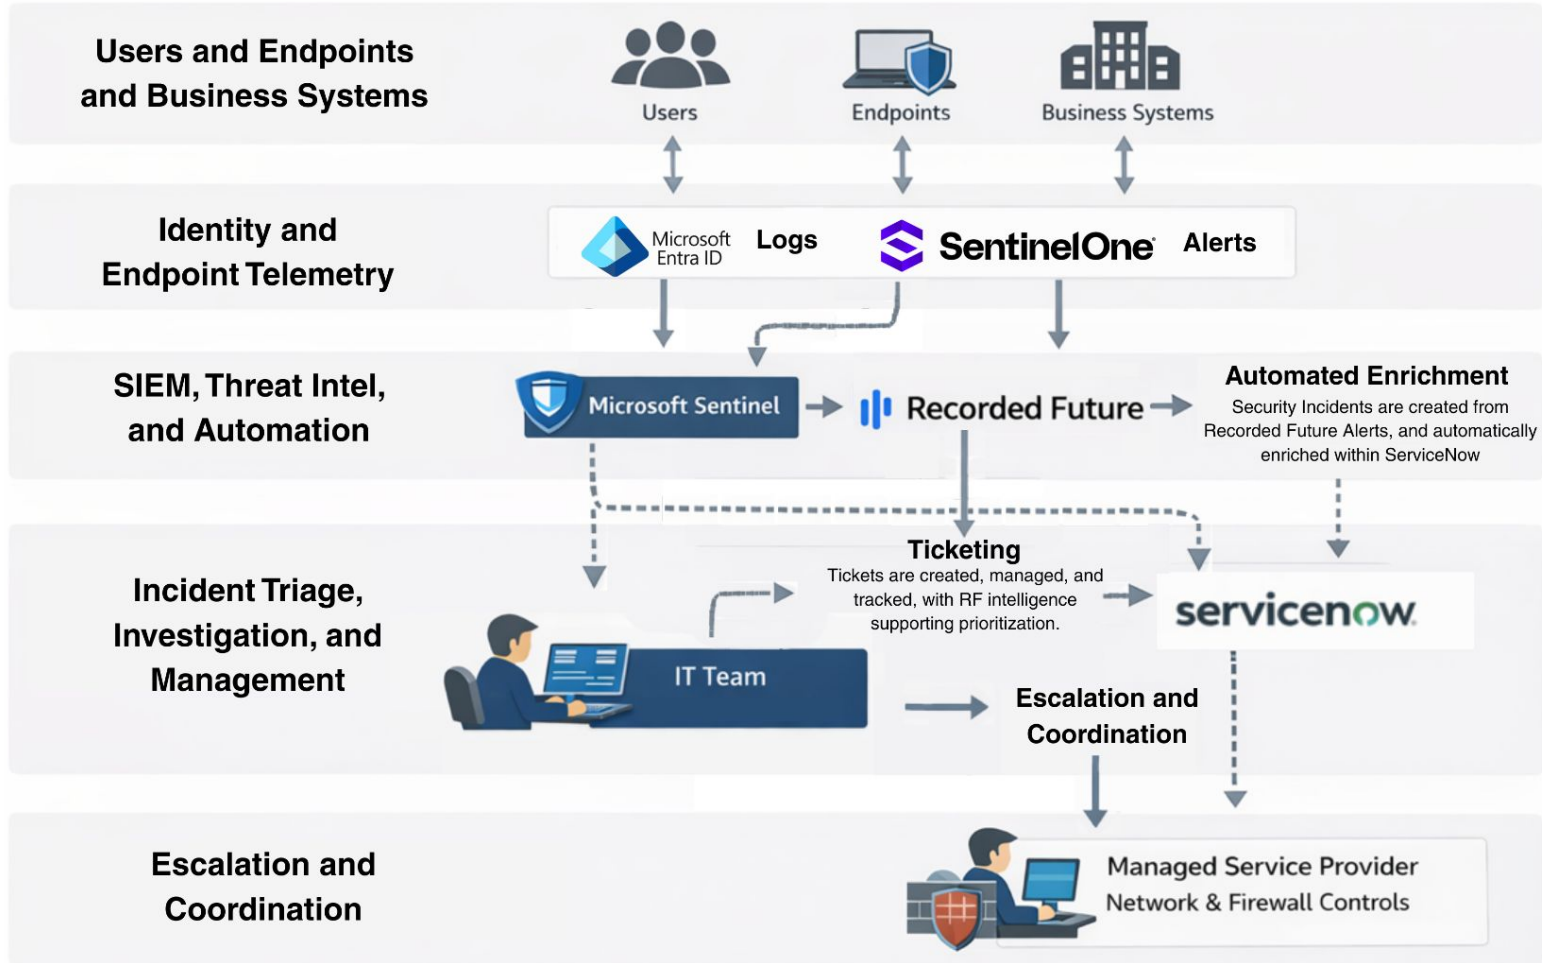 Users and Endpoints
and Business Systems
Users
Endpoints
Business Systems
Identity and
Endpoint Telemetry
Microsoft
Entra ID
Logs
SentinelOne
Alerts
SIEM, Threat Intel,
and Automation
Microsoft Sentinel
Recorded Future
Automated Enrichment
Security Incidents are created from
Recorded Future Alerts, and automatically
enriched within ServiceNow
Incident Triage,
Investigation, and
Management
Ticketing
Tickets are created, managed, and
tracked, with RF intelligence
supporting prioritization.
servicenow
IT Team
Escalation and
Coordination
Escalation and
Coordination
Managed Service Provider
Network & Firewall Controls